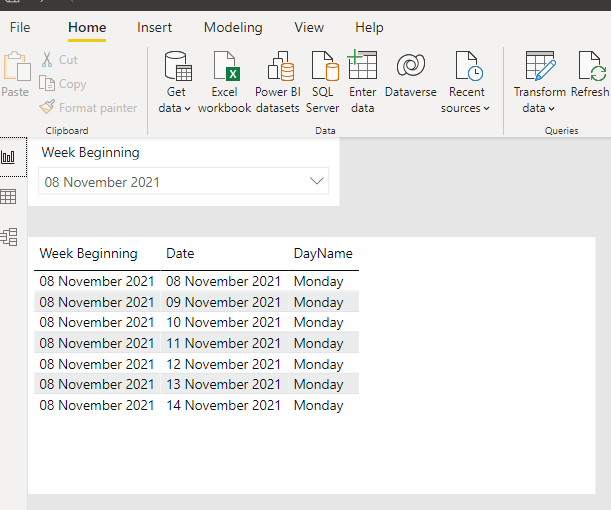 File Home Insert Modeling View Help
Paste
Cut
Copy
Format painter
Get data
Excel workbook
Power BI datasets
SQL Server
Enter data
Dataverse
Recent sources
Transform data
Refresh
Clipboard Data Queries
Week Beginning
08 November 2021
Week Beginning Date DayName
08 November 2021 08 November 2021 Monday
08 November 2021 09 November 2021 Monday
08 November 2021 10 November 2021 Monday
08 November 2021 11 November 2021 Monday
08 November 2021 12 November 2021 Monday
08 November 2021 13 November 2021 Monday
08 November 2021 14 November 2021 Monday